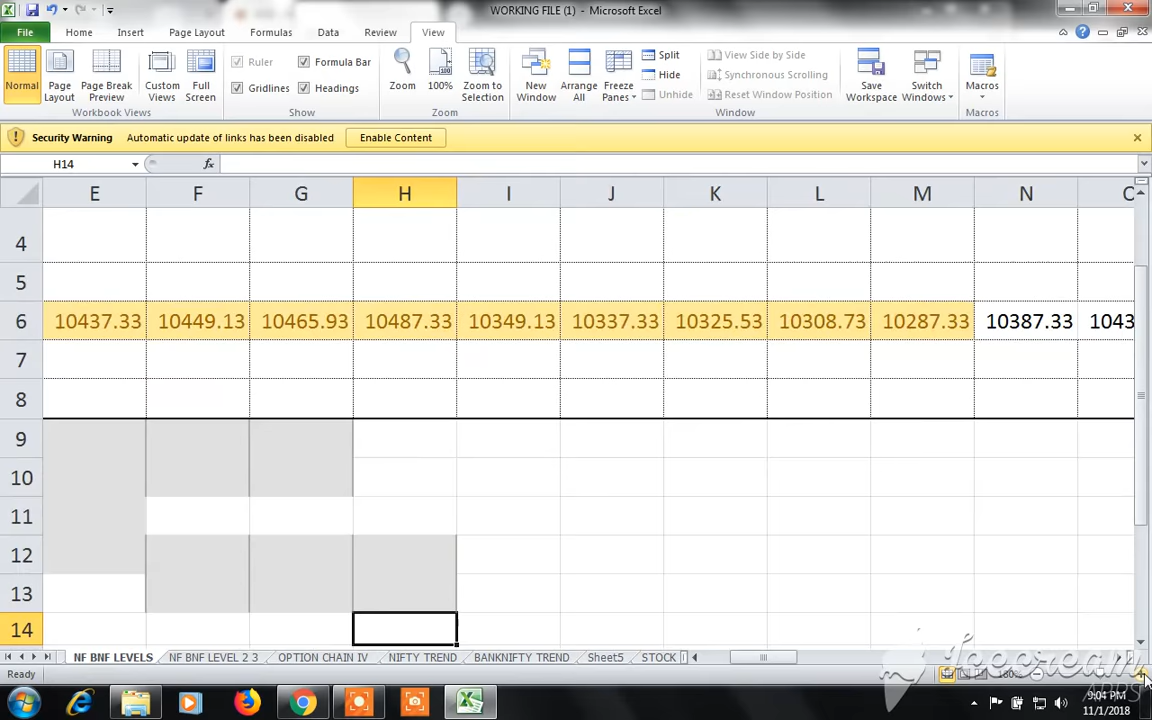 WORKING FILE (1) - Microsoft Excel
File Home Insert Page Layout Formulas Data Review View
Normal Page Layout Page Break Preview Custom Views Full Screen
Workbook Views
Ruler Formula Bar
Gridlines Headings
Show
Zoom 100% Zoom to Selection
Zoom
New Window Arrange All Freeze Panes
Split
Hide
Unhide
View Side by Side
Synchronous Scrolling
Reset Window Position
Save Workspace Switch Windows
Window
Macros
Macros
Security Warning Automatic update of links has been disabled Enable Content
H14 fx
E F G H I J K L M N
4
5
6 10437.33 10449.13 10465.93 10487.33 10349.13 10337.33 10325.53 10308.73 10287.33 10387.33 1043
7
8
9
10
11
12
13
14
NF BNF LEVELS NF BNF LEVEL 2 3 OPTION CHAIN IV NIFTY TREND BANKNIFTY TREND Sheet5 STOCK
Ready 180%
Icecream
APPS
9:04 PM
11/1/2018